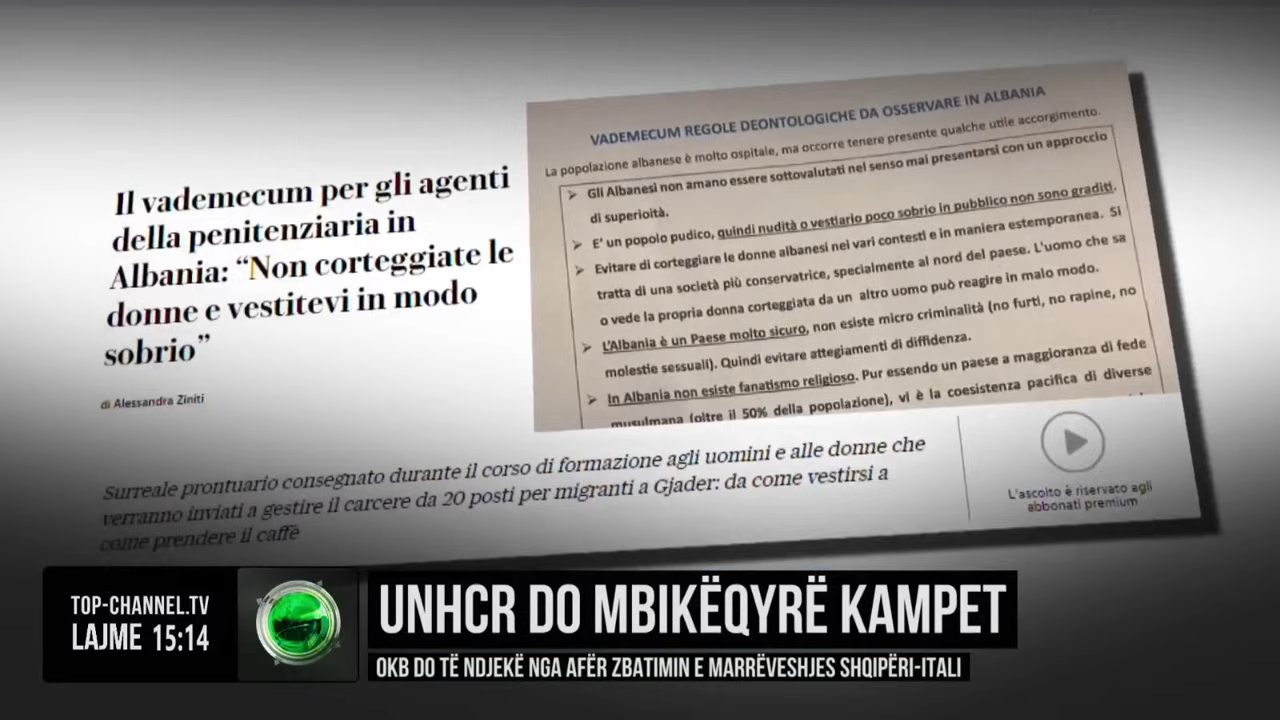 Il vademecum per gli agenti
della penitenziaria in
Albania: “Non corteggiate le
donne e vestitevi in modo
sobrio”
di Alessandra Ziniti
VADEMECUM REGOLE DEONTOLOGICHE DA OSSERVARE IN ALBANIA
La popolazione albanese è molto ospitale, ma occorre tenere presente qualche utile accorgimento.
➢ Gli Albanesi non amano essere sottovalutati nel senso mai presentarsi con un approccio
di superioità.
➢ E' un popolo pudico, quindi nudità o vestiario poco sobrio in pubblico non sono graditi.
➢ Evitare di corteggiare le donne albanesi nei vari contesti e in maniera estemporanea. Si
tratta di una società più conservatrice, specialmente al nord del paese. L'uomo che sa
o vede la propria donna corteggiata da un altro uomo può reagire in malo modo.
➢ L'Albania è un Paese molto sicuro, non esiste micro criminalità (no furti, no rapine, no
molestie sessuali). Quindi evitare attegiamenti di diffidenza.
➢ In Albania non esiste fanatismo religioso. Pur essendo un paese a maggioranza di fede
musulmana (oltre il 50% della popolazione), vi è la coesistenza pacifica di diverse
Surreale prontuario consegnato durante il corso di formazione agli uomini e alle donne che
verranno inviati a gestire il carcere da 20 posti per migranti a Gjader: da come vestirsi a
come prendere il caffè
L'ascolto è riservato agli
abbonati premium
TOP-CHANNEL.TV
LAJME 15:14
UNHCR DO MBIKËQYRË KAMPET
OKB DO TË NDJEKË NGA AFËR ZBATIMIN E MARRËVESHJES SHQIPËRI-ITALI